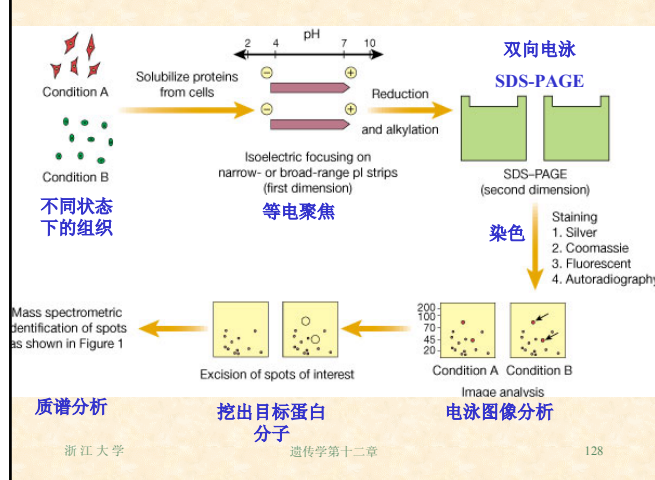 pH
2 4 7 10
Condition A
Solubilize proteins
from cells
Condition B
不同状态
下的组织
− +
− +
Isoelectric focusing on
narrow- or broad-range pI strips
(first dimension)
等电聚焦
Reduction
and alkylation
双向电泳
SDS-PAGE
SDS–PAGE
(second dimension)
染色
Staining
1. Silver
2. Coomassie
3. Fluorescent
4. Autoradiography
200
100
70
45
20
Condition A Condition B
Image analysis
电泳图像分析
Excision of spots of interest
挖出目标蛋白
分子
Mass spectrometric
dentification of spots
as shown in Figure 1
质谱分析
浙江大学 遗传学第十二章 128